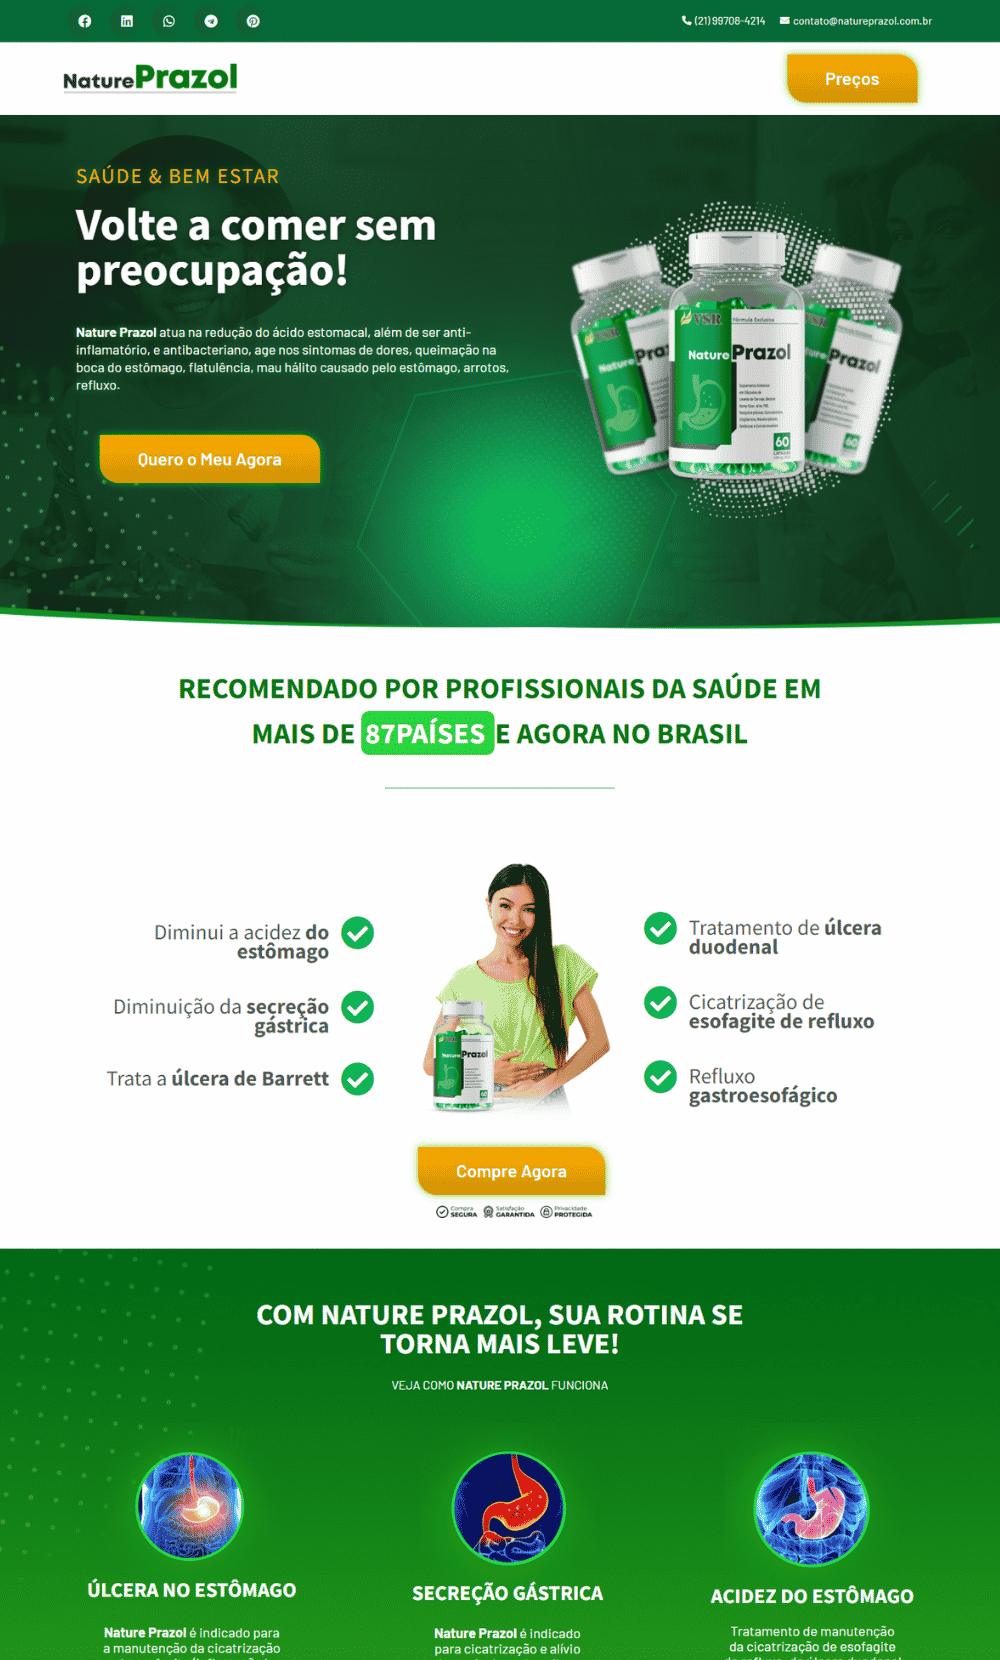 (21) 99708-4214 contato@natureprazol.com.br
NaturePrazol
Preços
SAÚDE & BEM ESTAR
Volte a comer sem
preocupação!
Nature Prazol atua na redução do ácido estomacal, além de ser anti-
inflamatório, e antibacteriano, age nos sintomas de dores, queimação na
boca do estômago, flatulência, mau hálito causado pelo estômago, arrotos,
refluxo.
Quero o Meu Agora
VSR
Fórmula Exclusiva
Nature Prazol
60
RECOMENDADO POR PROFISSIONAIS DA SAÚDE EM
MAIS DE 87PAÍSES E AGORA NO BRASIL
Diminui a acidez do
estômago
Diminuição da secreção
gástrica
Trata a úlcera de Barrett
Nature Prazol
Tratamento de úlcera
duodenal
Cicatrização de
esofagite de refluxo
Refluxo
gastroesofágico
Compre Agora
Compra
SEGURA
Satisfação
GARANTIDA
Privacidade
PROTEGIDA
COM NATURE PRAZOL, SUA ROTINA SE
TORNA MAIS LEVE!
VEJA COMO NATURE PRAZOL FUNCIONA
ÚLCERA NO ESTÔMAGO
Nature Prazol é indicado para
a manutenção da cicatrização
SECREÇÃO GÁSTRICA
Nature Prazol é indicado
para cicatrização e alívio
ACIDEZ DO ESTÔMAGO
Tratamento de manutenção
da cicatrização de esofagite